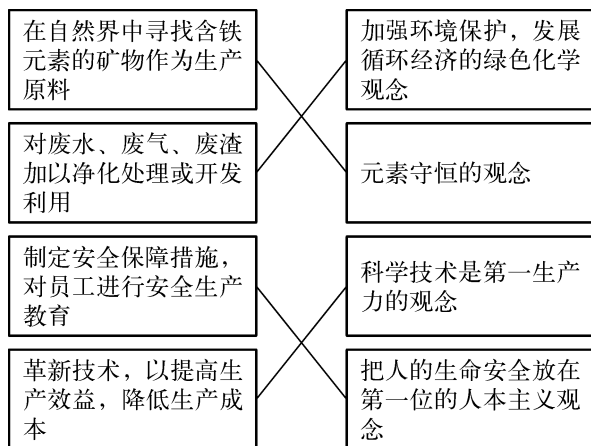 在自然界中寻找含铁
元素的矿物作为生产
原料
加强环境保护，发展
循环经济的绿色化学
观念
对废水、废气、废渣
加以净化处理或开发
利用
元素守恒的观念
制定安全保障措施，
对员工进行安全生产
教育
科学技术是第一生产
力的观念
革新技术，以提高生
产效益，降低生产成
本
把人的生命安全放在
第一位的人本主义观
念